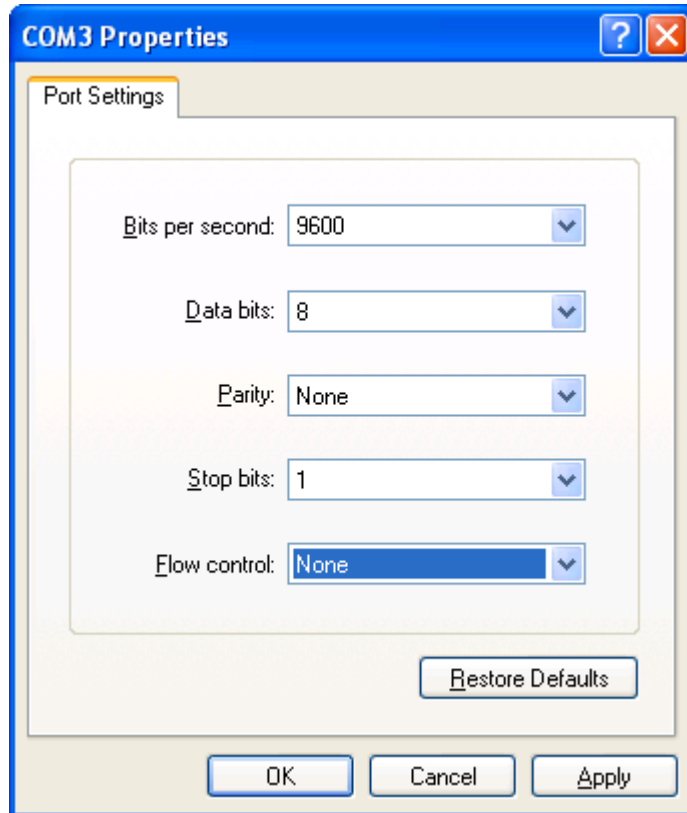 COM3 Properties
Port Settings
Bits per second: 9600
Data bits: 8
Parity: None
Stop bits: 1
Flow control: None
Restore Defaults
OK Cancel Apply